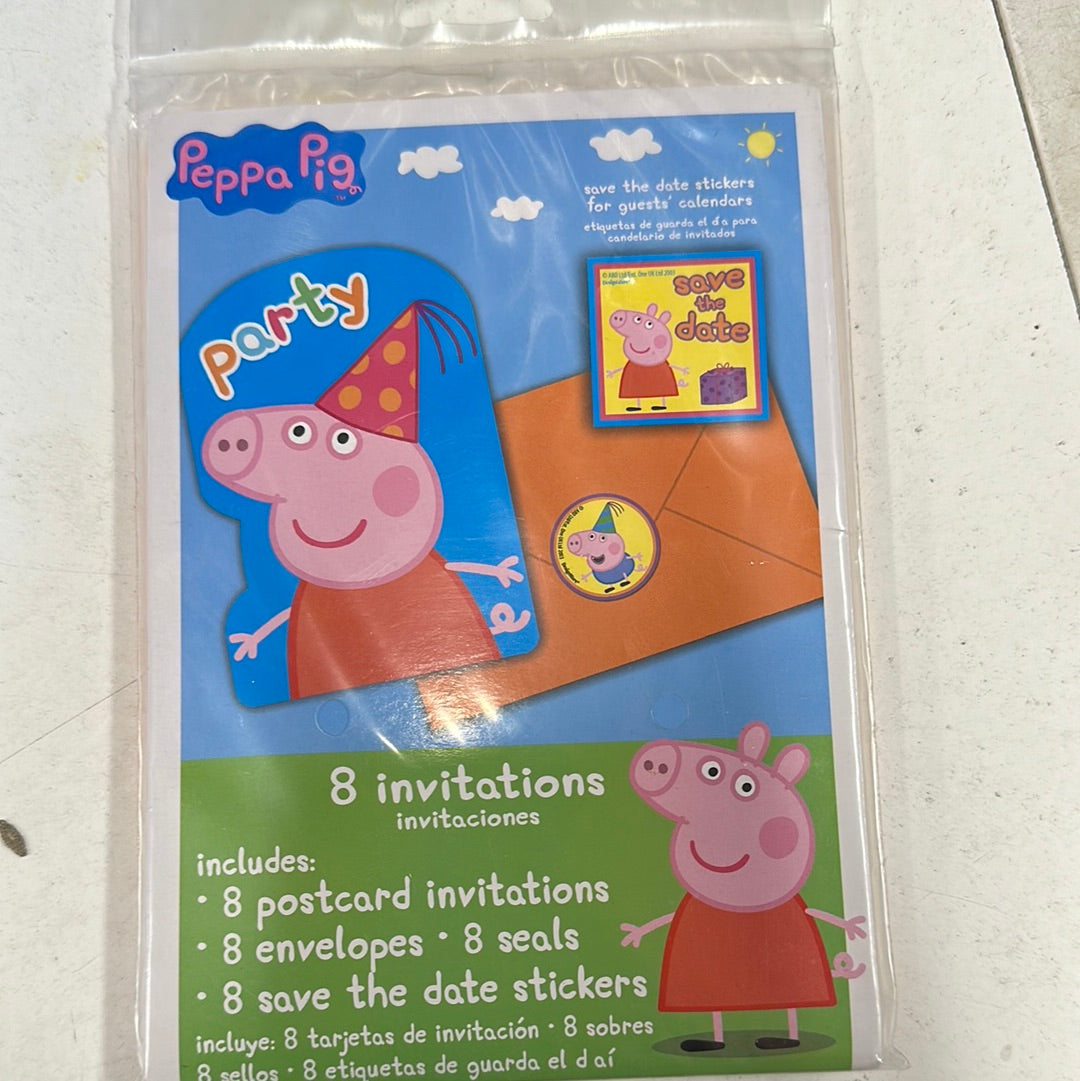 Peppa Pig
TM
save the date stickers
for guests' calendars
etiquetas de guarda el d a para
candelario de invitados
party
save
the
date
8 invitations
invitaciones
includes:
• 8 postcard invitations
• 8 envelopes • 8 seals
• 8 save the date stickers
incluye: 8 tarjetas de invitación • 8 sobres
8 sellos • 8 etiquetas de guarda el d aí